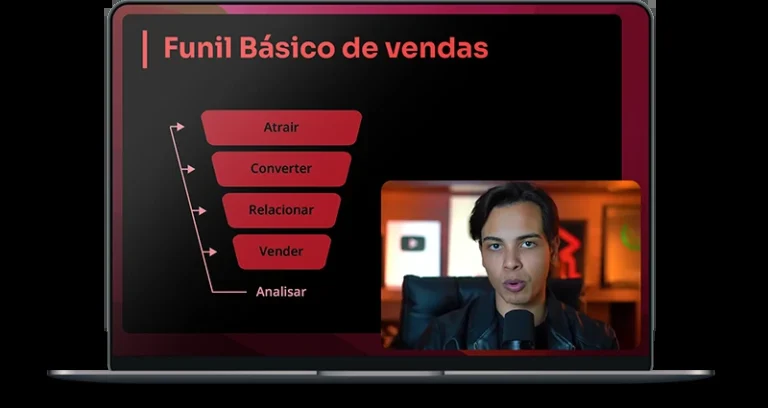 Funil Básico de vendas
Atrair
Converter
Relacionar
Vender
Analisar